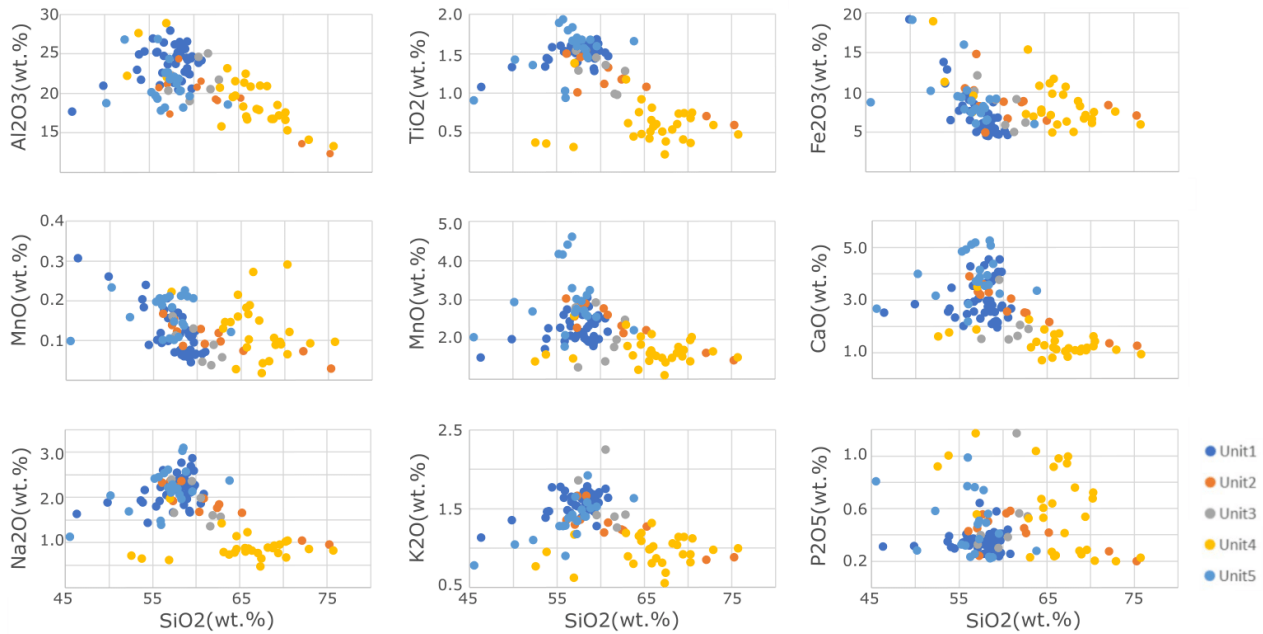 Al2O3(wt.%)
30
25
20
15
TiO2(wt.%)
2.0
1.5
1.0
0.5
Fe2O3(wt.%)
20
15
10
5
MnO(wt.%)
0.4
0.3
0.2
0.1
MnO(wt.%)
5.0
4.0
3.0
2.0
CaO(wt.%)
5.0
3.0
1.0
Na2O(wt.%)
3.0
2.0
1.0
45 55 65 75
SiO2(wt.%)
K2O(wt.%)
2.5
1.5
0.5
45 55 65 75
SiO2(wt.%)
P2O5(wt.%)
1.0
0.6
0.2
45 55 65 75
SiO2(wt.%)
Unit1
Unit2
Unit3
Unit4
Unit5